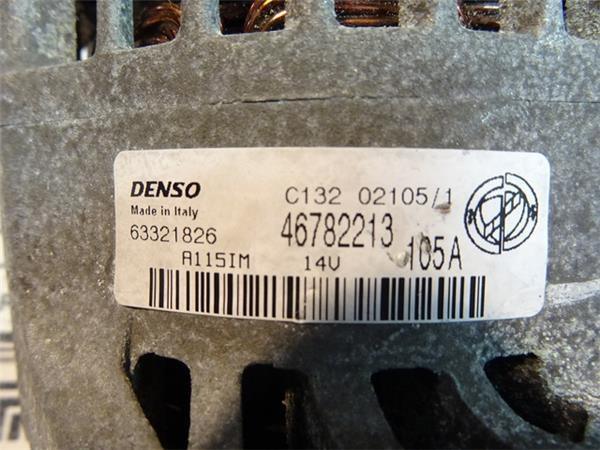 DENSO C132 02105/1
Made in Italy
63321826 46782213 105A
A115IM 14V